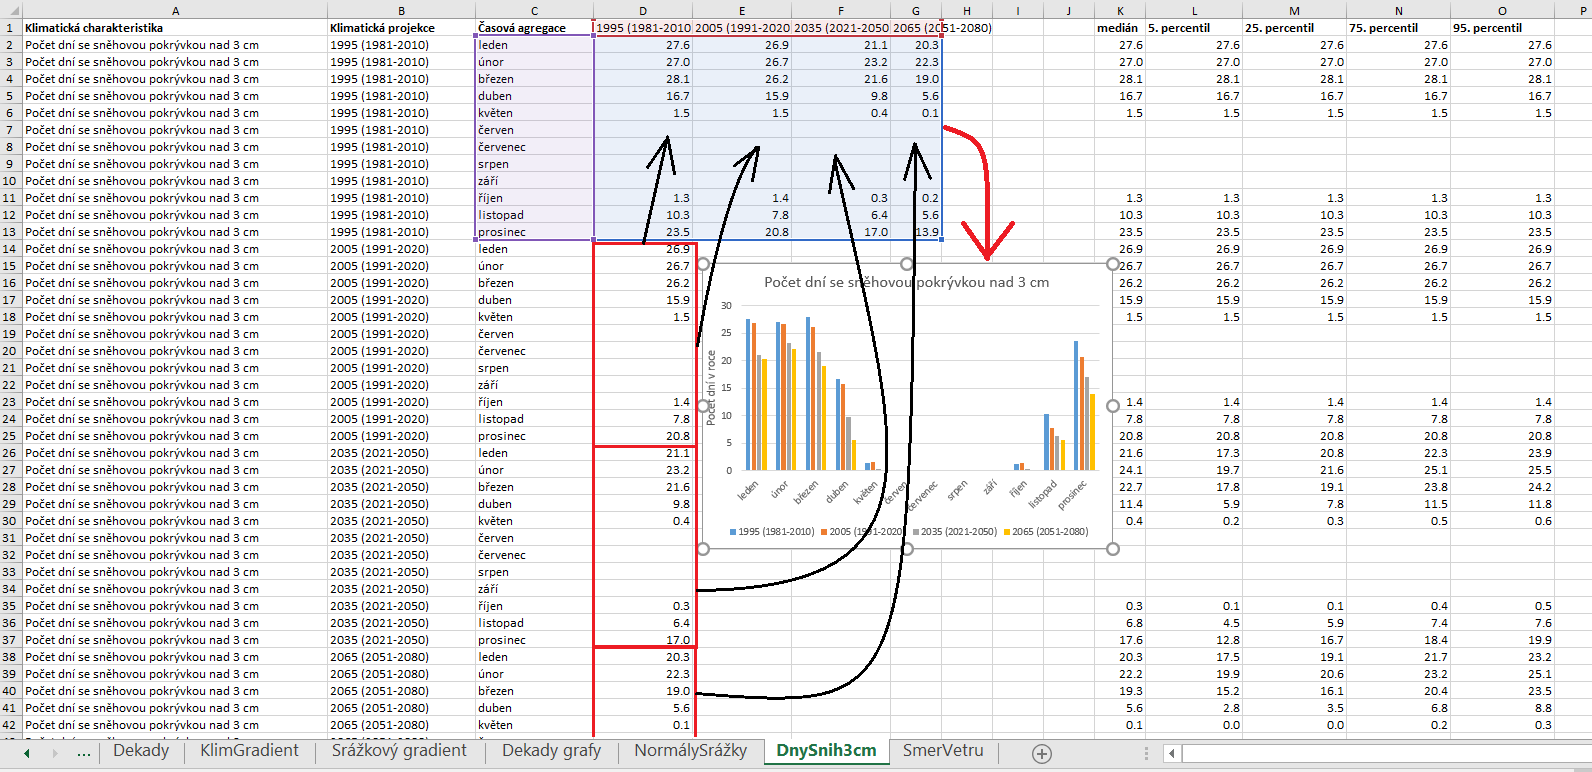 A B C D E F G H I J K L M N O P
1 Klimatická charakteristika Klimatická projekce Časová agregace 1995 (1981-2010 2005 (1991-2020 2035 (2021-2050 2065 (2051-2080) medián 5. percentil 25. percentil 75. percentil 95. percentil
2 Počet dní se sněhovou pokrývkou nad 3 cm 1995 (1981-2010) leden 27.6 26.9 21.1 20.3 27.6 27.6 27.6 27.6 27.6
3 Počet dní se sněhovou pokrývkou nad 3 cm 1995 (1981-2010) únor 27.0 26.7 23.2 22.3 27.0 27.0 27.0 27.0 27.0
4 Počet dní se sněhovou pokrývkou nad 3 cm 1995 (1981-2010) březen 28.1 26.2 21.6 19.0 28.1 28.1 28.1 28.1 28.1
5 Počet dní se sněhovou pokrývkou nad 3 cm 1995 (1981-2010) duben 16.7 15.9 9.8 5.6 16.7 16.7 16.7 16.7 16.7
6 Počet dní se sněhovou pokrývkou nad 3 cm 1995 (1981-2010) květen 1.5 1.5 0.4 0.1 1.5 1.5 1.5 1.5 1.5
7 Počet dní se sněhovou pokrývkou nad 3 cm 1995 (1981-2010) červen
8 Počet dní se sněhovou pokrývkou nad 3 cm 1995 (1981-2010) červenec
9 Počet dní se sněhovou pokrývkou nad 3 cm 1995 (1981-2010) srpen
10 Počet dní se sněhovou pokrývkou nad 3 cm 1995 (1981-2010) září
11 Počet dní se sněhovou pokrývkou nad 3 cm 1995 (1981-2010) říjen 1.3 1.4 0.3 0.2 1.3 1.3 1.3 1.3 1.3
12 Počet dní se sněhovou pokrývkou nad 3 cm 1995 (1981-2010) listopad 10.3 7.8 6.4 5.6 10.3 10.3 10.3 10.3 10.3
13 Počet dní se sněhovou pokrývkou nad 3 cm 1995 (1981-2010) prosinec 23.5 20.8 17.0 13.9 23.5 23.5 23.5 23.5 23.5
14 Počet dní se sněhovou pokrývkou nad 3 cm 2005 (1991-2020) leden 26.9 26.9 26.9 26.9 26.9 26.9
15 Počet dní se sněhovou pokrývkou nad 3 cm 2005 (1991-2020) únor 26.7 26.7 26.7 26.7 26.7 26.7
16 Počet dní se sněhovou pokrývkou nad 3 cm 2005 (1991-2020) březen 26.2 26.2 26.2 26.2 26.2 26.2
17 Počet dní se sněhovou pokrývkou nad 3 cm 2005 (1991-2020) duben 15.9 15.9 15.9 15.9 15.9 15.9
18 Počet dní se sněhovou pokrývkou nad 3 cm 2005 (1991-2020) květen 1.5 1.5 1.5 1.5 1.5 1.5
19 Počet dní se sněhovou pokrývkou nad 3 cm 2005 (1991-2020) červen
20 Počet dní se sněhovou pokrývkou nad 3 cm 2005 (1991-2020) červenec
21 Počet dní se sněhovou pokrývkou nad 3 cm 2005 (1991-2020) srpen
22 Počet dní se sněhovou pokrývkou nad 3 cm 2005 (1991-2020) září
23 Počet dní se sněhovou pokrývkou nad 3 cm 2005 (1991-2020) říjen 1.4 1.4 1.4 1.4 1.4 1.4
24 Počet dní se sněhovou pokrývkou nad 3 cm 2005 (1991-2020) listopad 7.8 7.8 7.8 7.8 7.8 7.8
25 Počet dní se sněhovou pokrývkou nad 3 cm 2005 (1991-2020) prosinec 20.8 20.8 20.8 20.8 20.8 20.8
26 Počet dní se sněhovou pokrývkou nad 3 cm 2035 (2021-2050) leden 21.1 21.6 17.3 20.8 22.3 23.9
27 Počet dní se sněhovou pokrývkou nad 3 cm 2035 (2021-2050) únor 23.2 24.1 19.7 21.6 25.1 25.5
28 Počet dní se sněhovou pokrývkou nad 3 cm 2035 (2021-2050) březen 21.6 22.7 17.8 19.1 23.8 24.2
29 Počet dní se sněhovou pokrývkou nad 3 cm 2035 (2021-2050) duben 9.8 11.4 5.9 7.8 11.5 11.8
30 Počet dní se sněhovou pokrývkou nad 3 cm 2035 (2021-2050) květen 0.4 0.4 0.2 0.3 0.5 0.6
31 Počet dní se sněhovou pokrývkou nad 3 cm 2035 (2021-2050) červen
32 Počet dní se sněhovou pokrývkou nad 3 cm 2035 (2021-2050) červenec
33 Počet dní se sněhovou pokrývkou nad 3 cm 2035 (2021-2050) srpen
34 Počet dní se sněhovou pokrývkou nad 3 cm 2035 (2021-2050) září
35 Počet dní se sněhovou pokrývkou nad 3 cm 2035 (2021-2050) říjen 0.3 0.3 0.1 0.1 0.4 0.5
36 Počet dní se sněhovou pokrývkou nad 3 cm 2035 (2021-2050) listopad 6.4 6.8 4.5 5.9 7.4 7.6
37 Počet dní se sněhovou pokrývkou nad 3 cm 2035 (2021-2050) prosinec 17.0 17.6 12.8 16.7 18.4 19.9
38 Počet dní se sněhovou pokrývkou nad 3 cm 2065 (2051-2080) leden 20.3 20.3 17.5 19.1 21.7 23.2
39 Počet dní se sněhovou pokrývkou nad 3 cm 2065 (2051-2080) únor 22.3 22.2 19.9 20.6 23.2 25.1
40 Počet dní se sněhovou pokrývkou nad 3 cm 2065 (2051-2080) březen 19.0 19.3 15.2 16.1 20.4 23.5
41 Počet dní se sněhovou pokrývkou nad 3 cm 2065 (2051-2080) duben 5.6 5.6 2.8 3.5 6.8 8.8
42 Počet dní se sněhovou pokrývkou nad 3 cm 2065 (2051-2080) květen 0.1 0.1 0.0 0.0 0.2 0.3
Počet dní se sněhovou pokrývkou nad 3 cm
Počet dní v roce
30
25
20
15
10
5
0
leden únor březen duben květen červen červenec srpen září říjen listopad prosinec
1995 (1981-2010) 2005 (1991-2020) 2035 (2021-2050) 2065 (2051-2080)
... Dekady KlimGradient Srážkový gradient Dekady grafy NormálySrážky DnySnih3cm SmerVetru